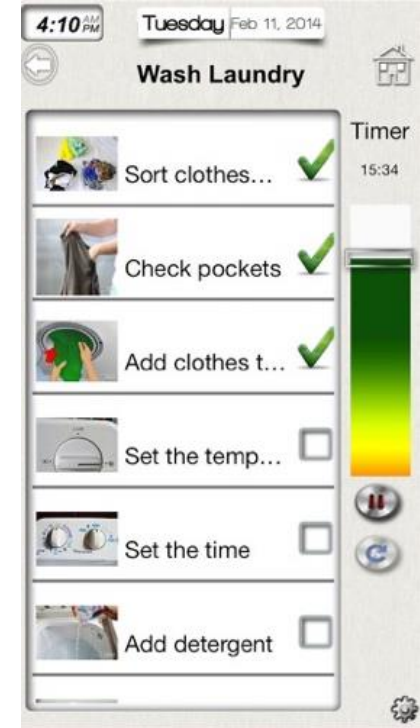 4:10 AM PM
Tuesday Feb 11, 2014
Wash Laundry
Timer
15:34
Sort clothes...
Check pockets
Add clothes t...
Set the temp...
Set the time
Add detergent